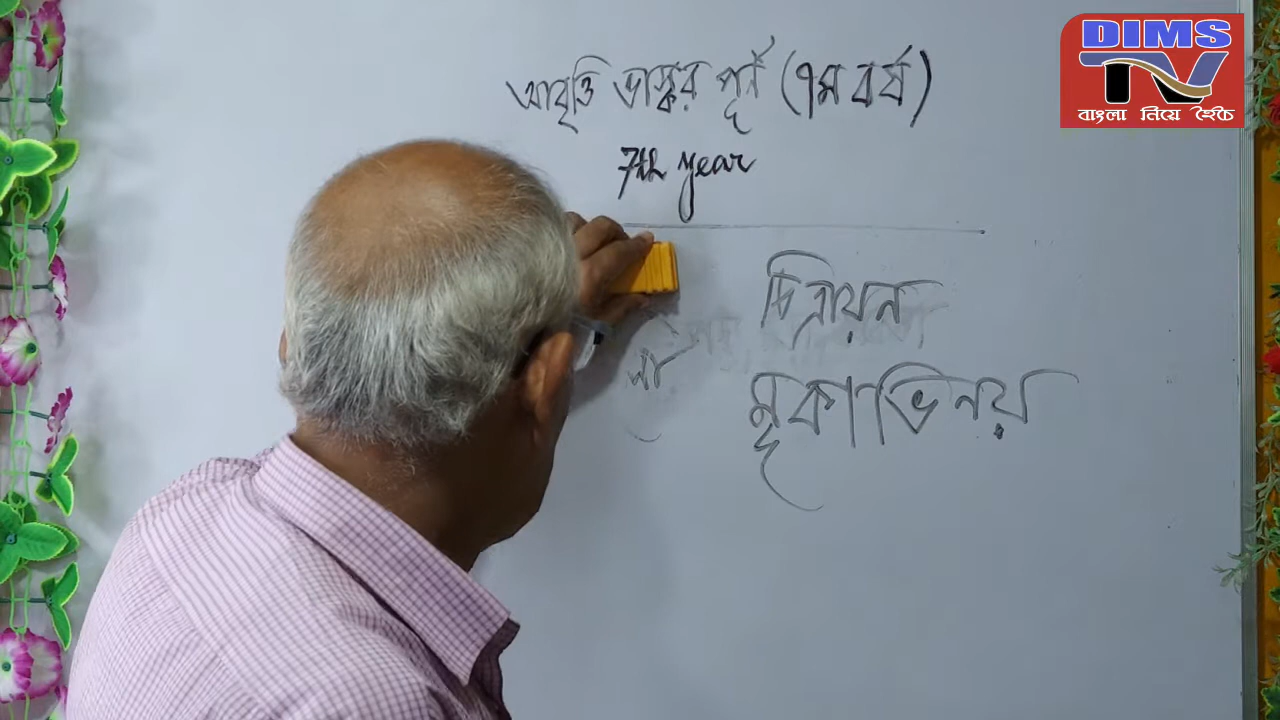 আবৃত্তি ভাস্কর পূর্ন (৭ম বর্ষ)
7th year
চিত্রায়ন
মূকাভিনয়
DIMS
TV
বাংলা নিয়ে হৈচৈ